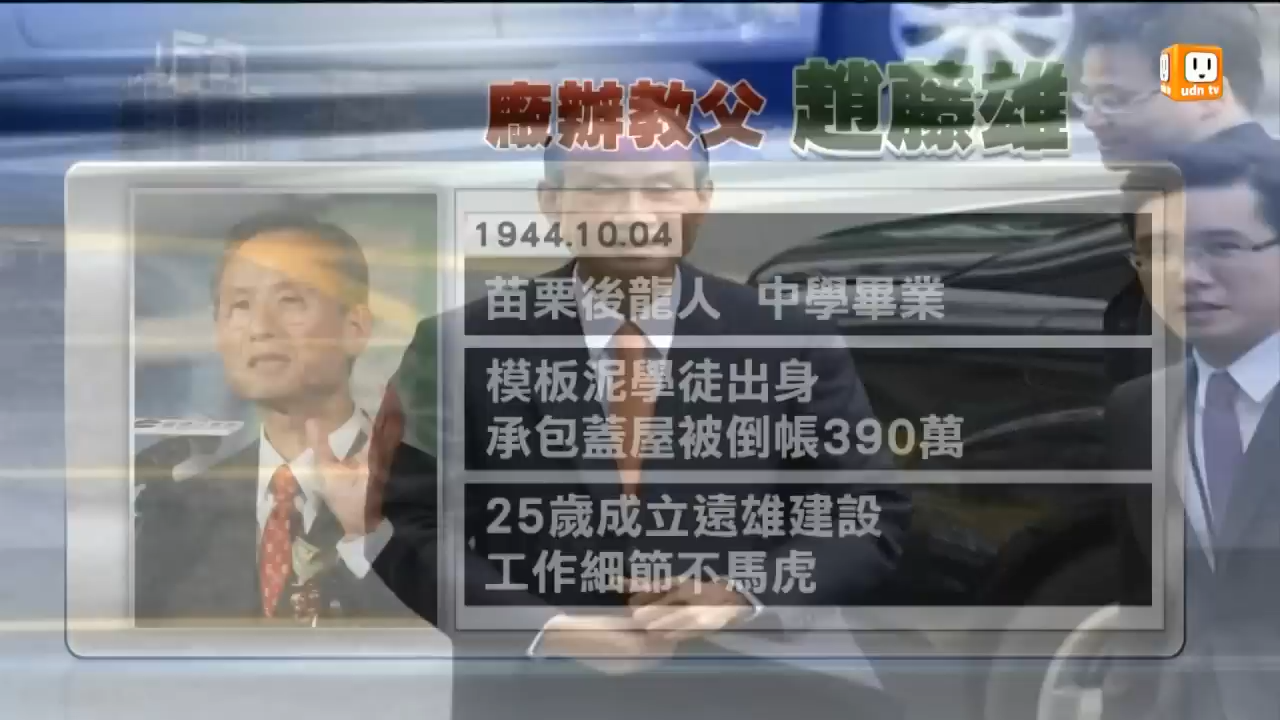 廠辦教父 趙藤雄
udn tv
1944.10.04
苗栗後龍人 中學畢業
模板泥學徒出身
承包蓋屋被倒帳390萬
25歲成立遠雄建設
工作細節不馬虎